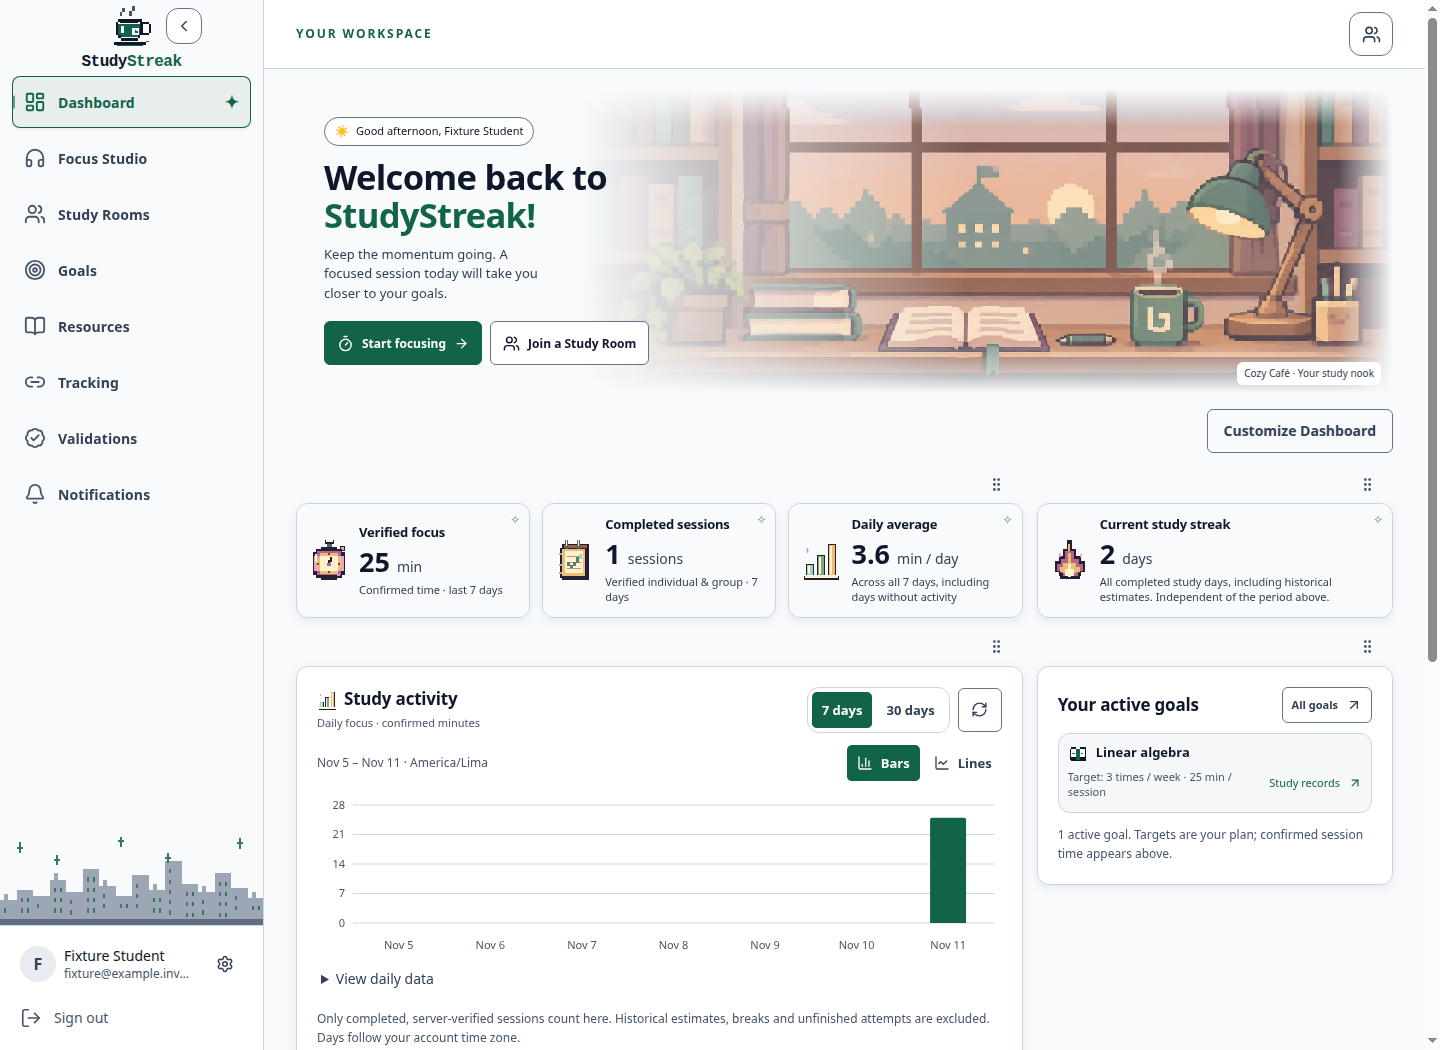 StudyStreak
Dashboard
Focus Studio
Study Rooms
Goals
Resources
Tracking
Validations
Notifications
F
Fixture Student
fixture@example.inv...
Sign out
YOUR WORKSPACE
Good afternoon, Fixture Student
Welcome back to
StudyStreak!
Keep the momentum going. A
focused session today will take you
closer to your goals.
Start focusing
Join a Study Room
Cozy Café · Your study nook
Customize Dashboard
Verified focus
25 min
Confirmed time · last 7 days
Completed sessions
1 sessions
Verified individual & group · 7
days
Daily average
3.6 min / day
Across all 7 days, including
days without activity
Current study streak
2 days
All completed study days, including historical
estimates. Independent of the period above.
Study activity
Daily focus · confirmed minutes
7 days
30 days
Nov 5 – Nov 11 · America/Lima
Bars
Lines
28
21
14
7
0
Nov 5
Nov 6
Nov 7
Nov 8
Nov 9
Nov 10
Nov 11
View daily data
Only completed, server-verified sessions count here. Historical estimates, breaks and unfinished attempts are excluded.
Days follow your account time zone.
Your active goals
All goals
Linear algebra
Target: 3 times / week · 25 min /
session
Study records
1 active goal. Targets are your plan; confirmed session
time appears above.